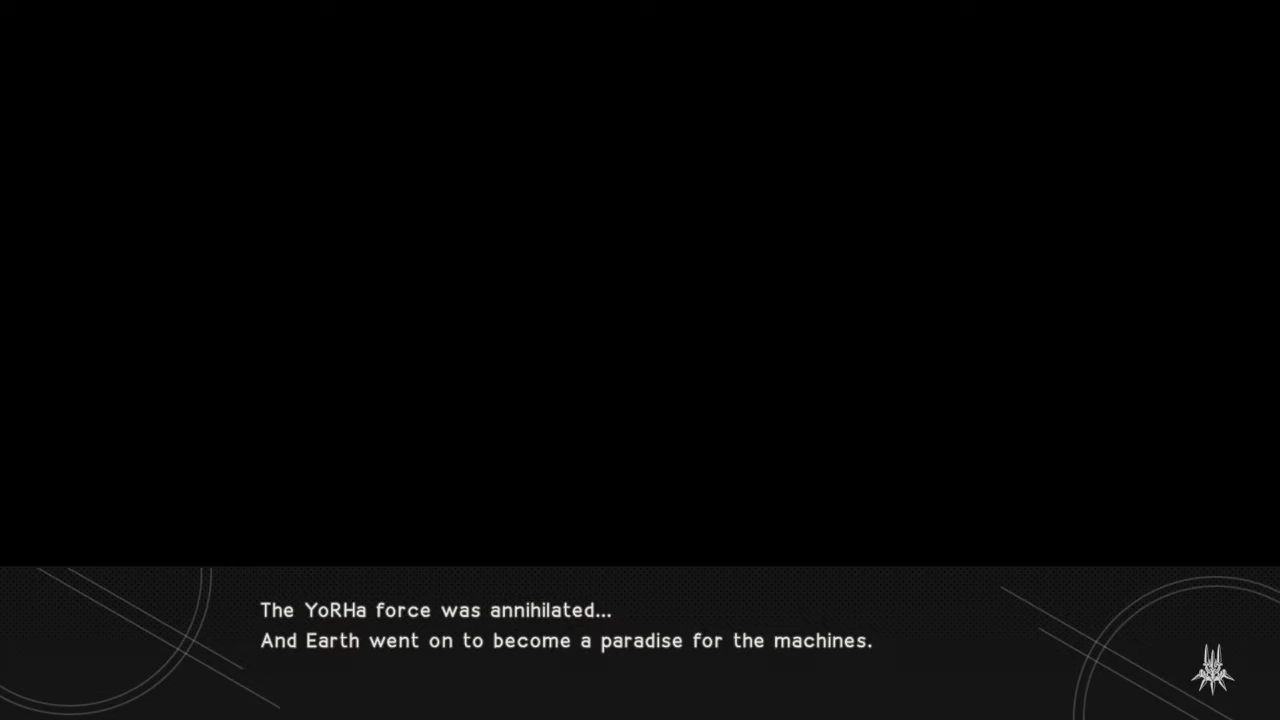 The YoRHa force was annihilated...
And Earth went on to become a paradise for the machines.